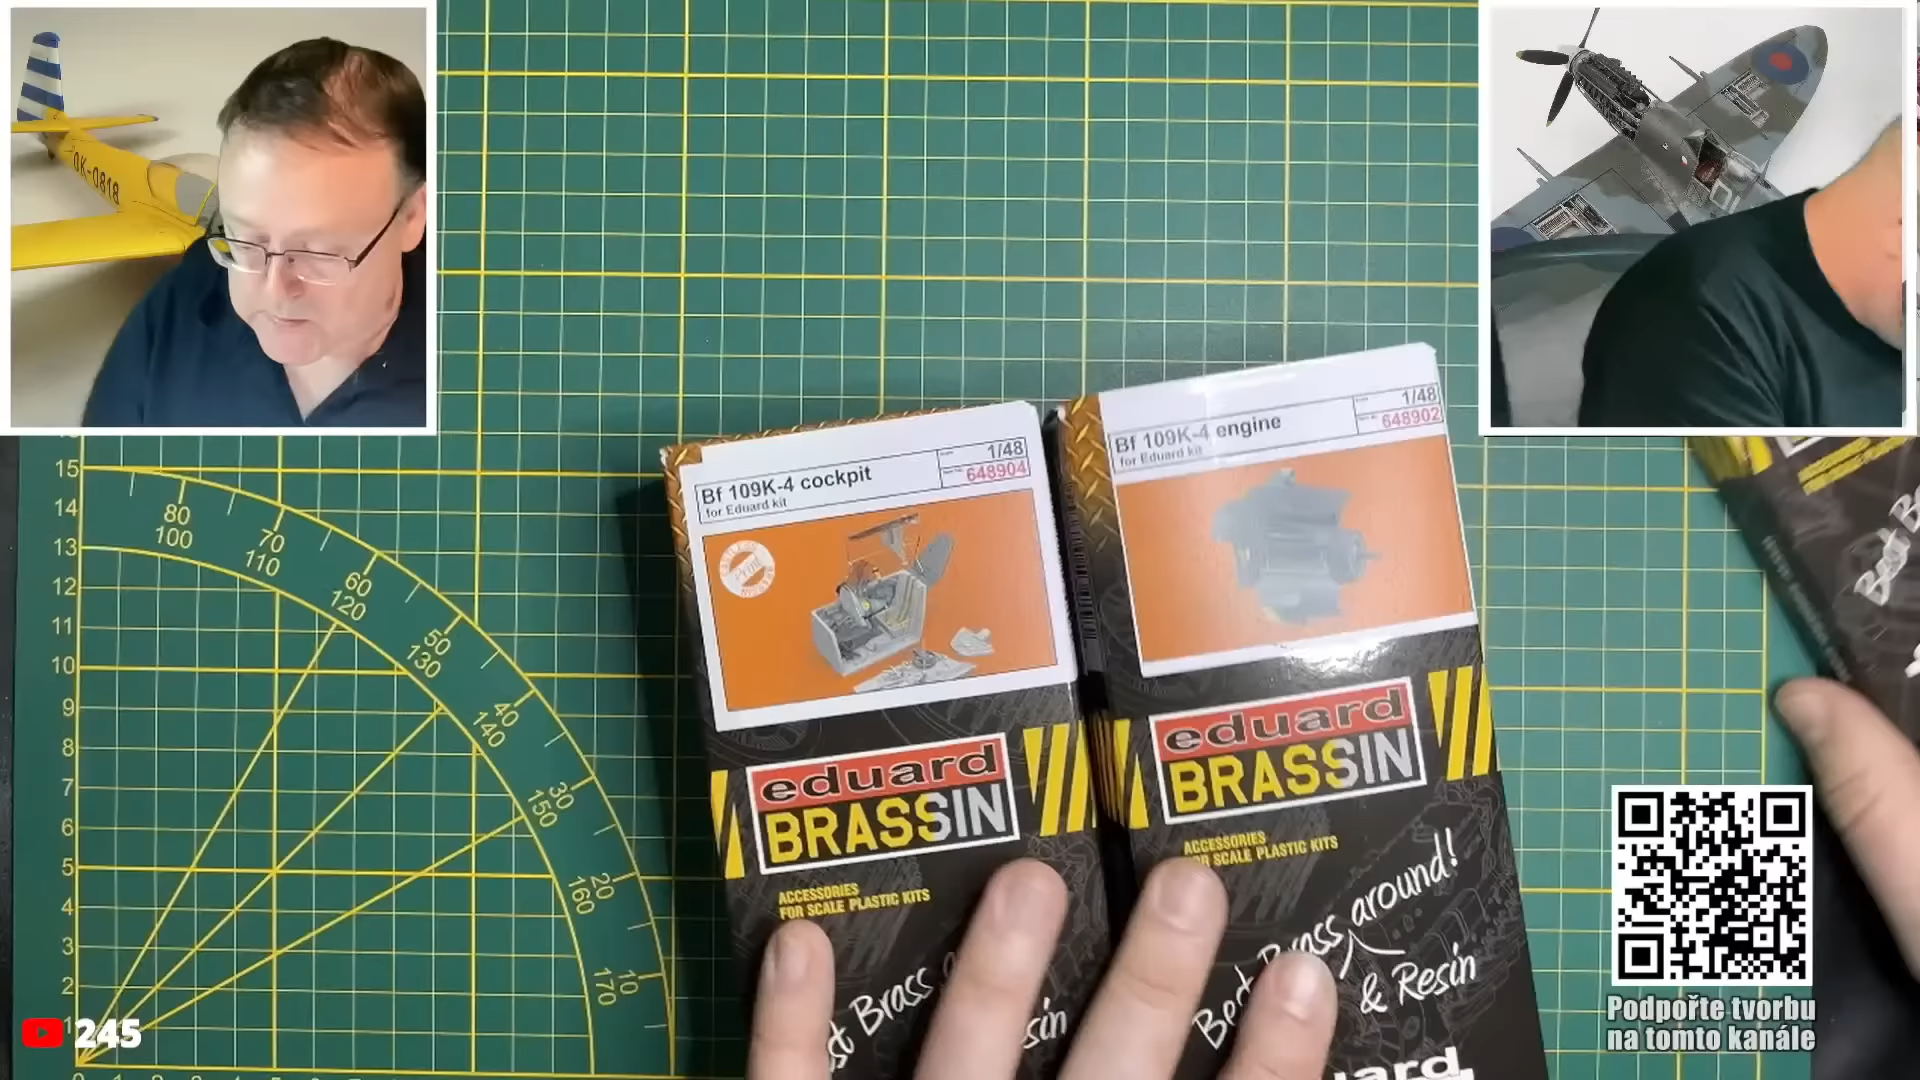 OK-0818
Bf 109K-4 cockpit
for Eduard kit
1/48
648904
Bf 109K-4 engine
for Eduard kit
1/48
648902
eduard
BRASSIN
ACCESSORIES
FOR SCALE PLASTIC KITS
Brass
eduard
BRASSIN
ACCESSORIES
FOR SCALE PLASTIC KITS
Best Brass around!
& Resin
Best
15
14
13
12
11
10
9
8
7
6
5
4
3
2
1
80
100
70
110
60
120
50
130
40
140
30
150
20
160
10
170
245
Podpořte tvorbu
na tomto kanále